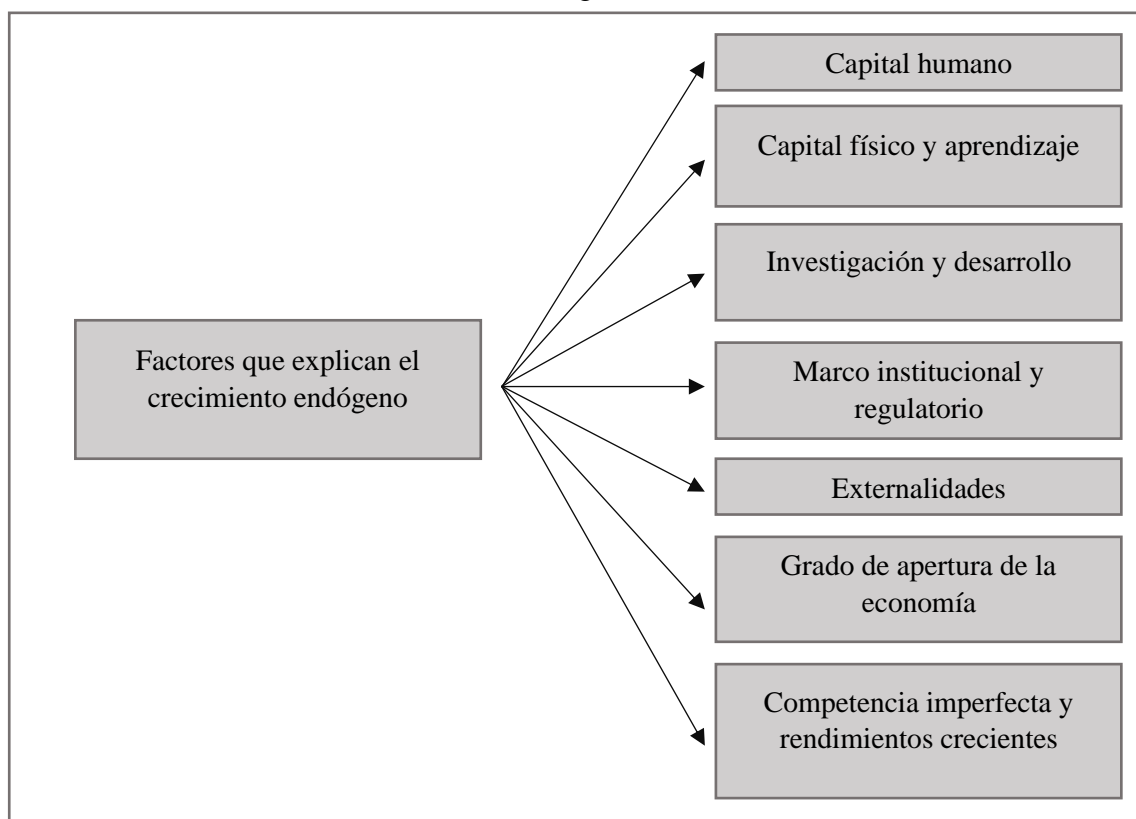 Capital humano
Capital físico y aprendizaje
Investigación y desarrollo
Factores que explican el
crecimiento endógeno
Marco institucional y
regulatorio
Externalidades
Grado de apertura de la
economía
Competencia imperfecta y
rendimientos crecientes